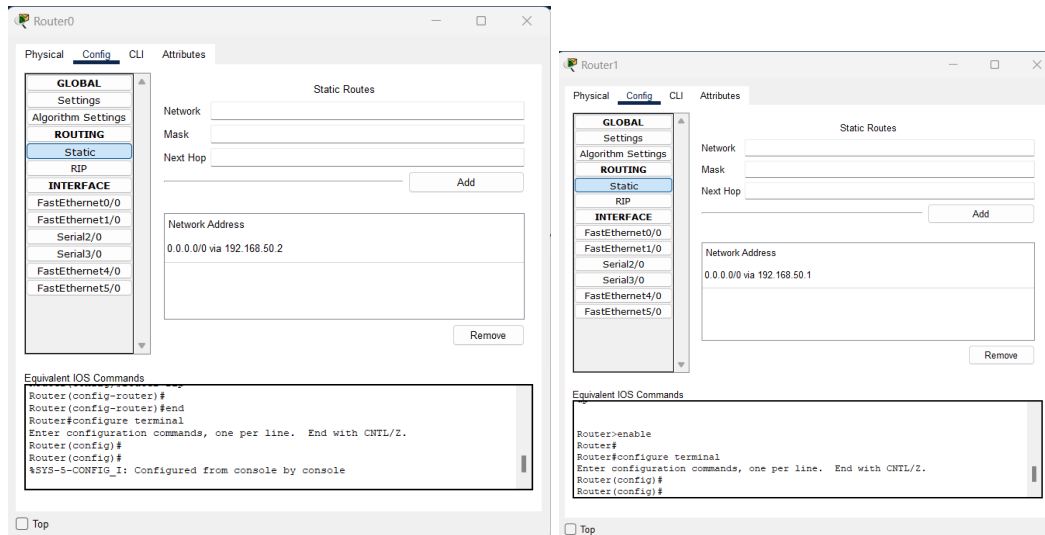 Router0
Physical Config CLI Attributes
GLOBAL
Settings
Algorithm Settings
ROUTING
Static
RIP
INTERFACE
FastEthernet0/0
FastEthernet1/0
Serial2/0
Serial3/0
FastEthernet4/0
FastEthernet5/0
Static Routes
Network
Mask
Next Hop
Add
Network Address
0.0.0.0/0 via 192.168.50.2
Remove
Equivalent IOS Commands
Router(config-router)#
Router(config-router)#end
Router#configure terminal
Enter configuration commands, one per line. End with CNTL/Z.
Router(config)#
Router(config)#
%SYS-5-CONFIG_I: Configured from console by console
Top
Router1
Physical Config CLI Attributes
GLOBAL
Settings
Algorithm Settings
ROUTING
Static
RIP
INTERFACE
FastEthernet0/0
FastEthernet1/0
Serial2/0
Serial3/0
FastEthernet4/0
FastEthernet5/0
Static Routes
Network
Mask
Next Hop
Add
Network Address
0.0.0.0/0 via 192.168.50.1
Remove
Equivalent IOS Commands
Router>enable
Router#
Router#configure terminal
Enter configuration commands, one per line. End with CNTL/Z.
Router(config)#
Router(config)#
Top